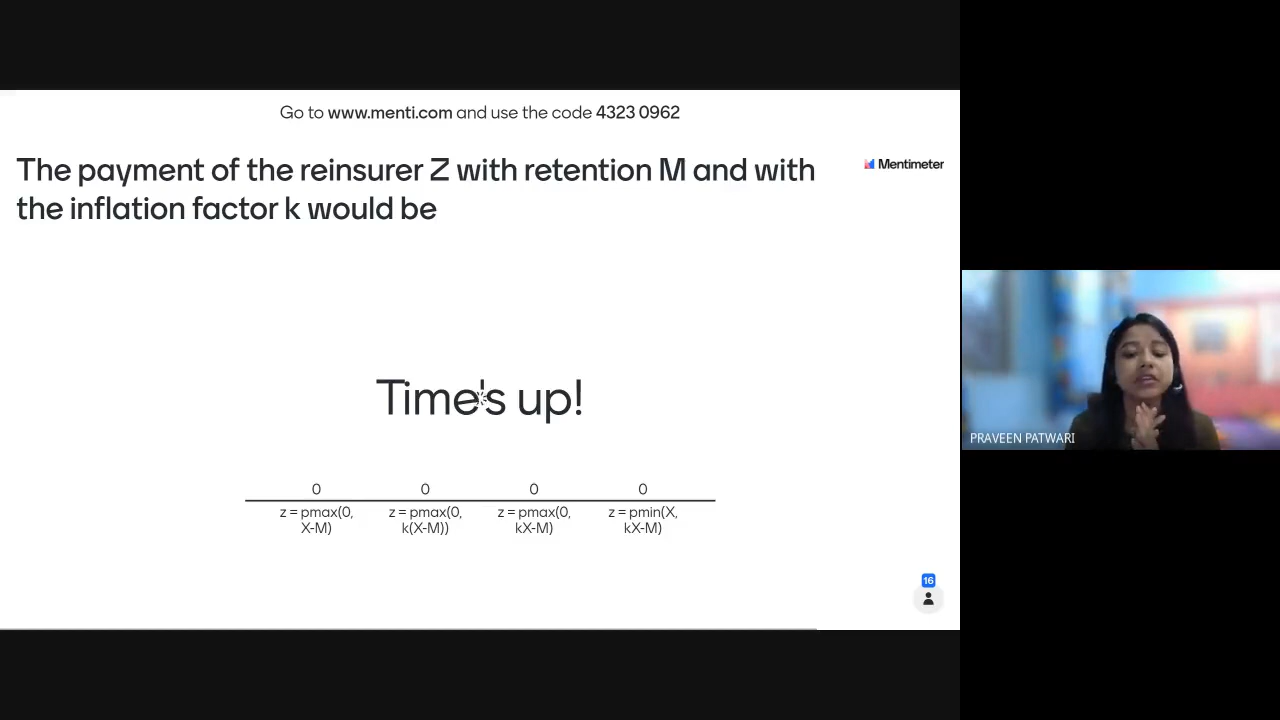 Go to www.menti.com and use the code 4323 0962
The payment of the reinsurer Z with retention M and with
the inflation factor k would be
Mentimeter
Time's up!
0
0
0
0
z = pmax(0,
X-M)
z = pmax(0,
k(X-M))
z = pmax(0,
kX-M)
z = pmin(X,
kX-M)
16
PRAVEEN PATWARI